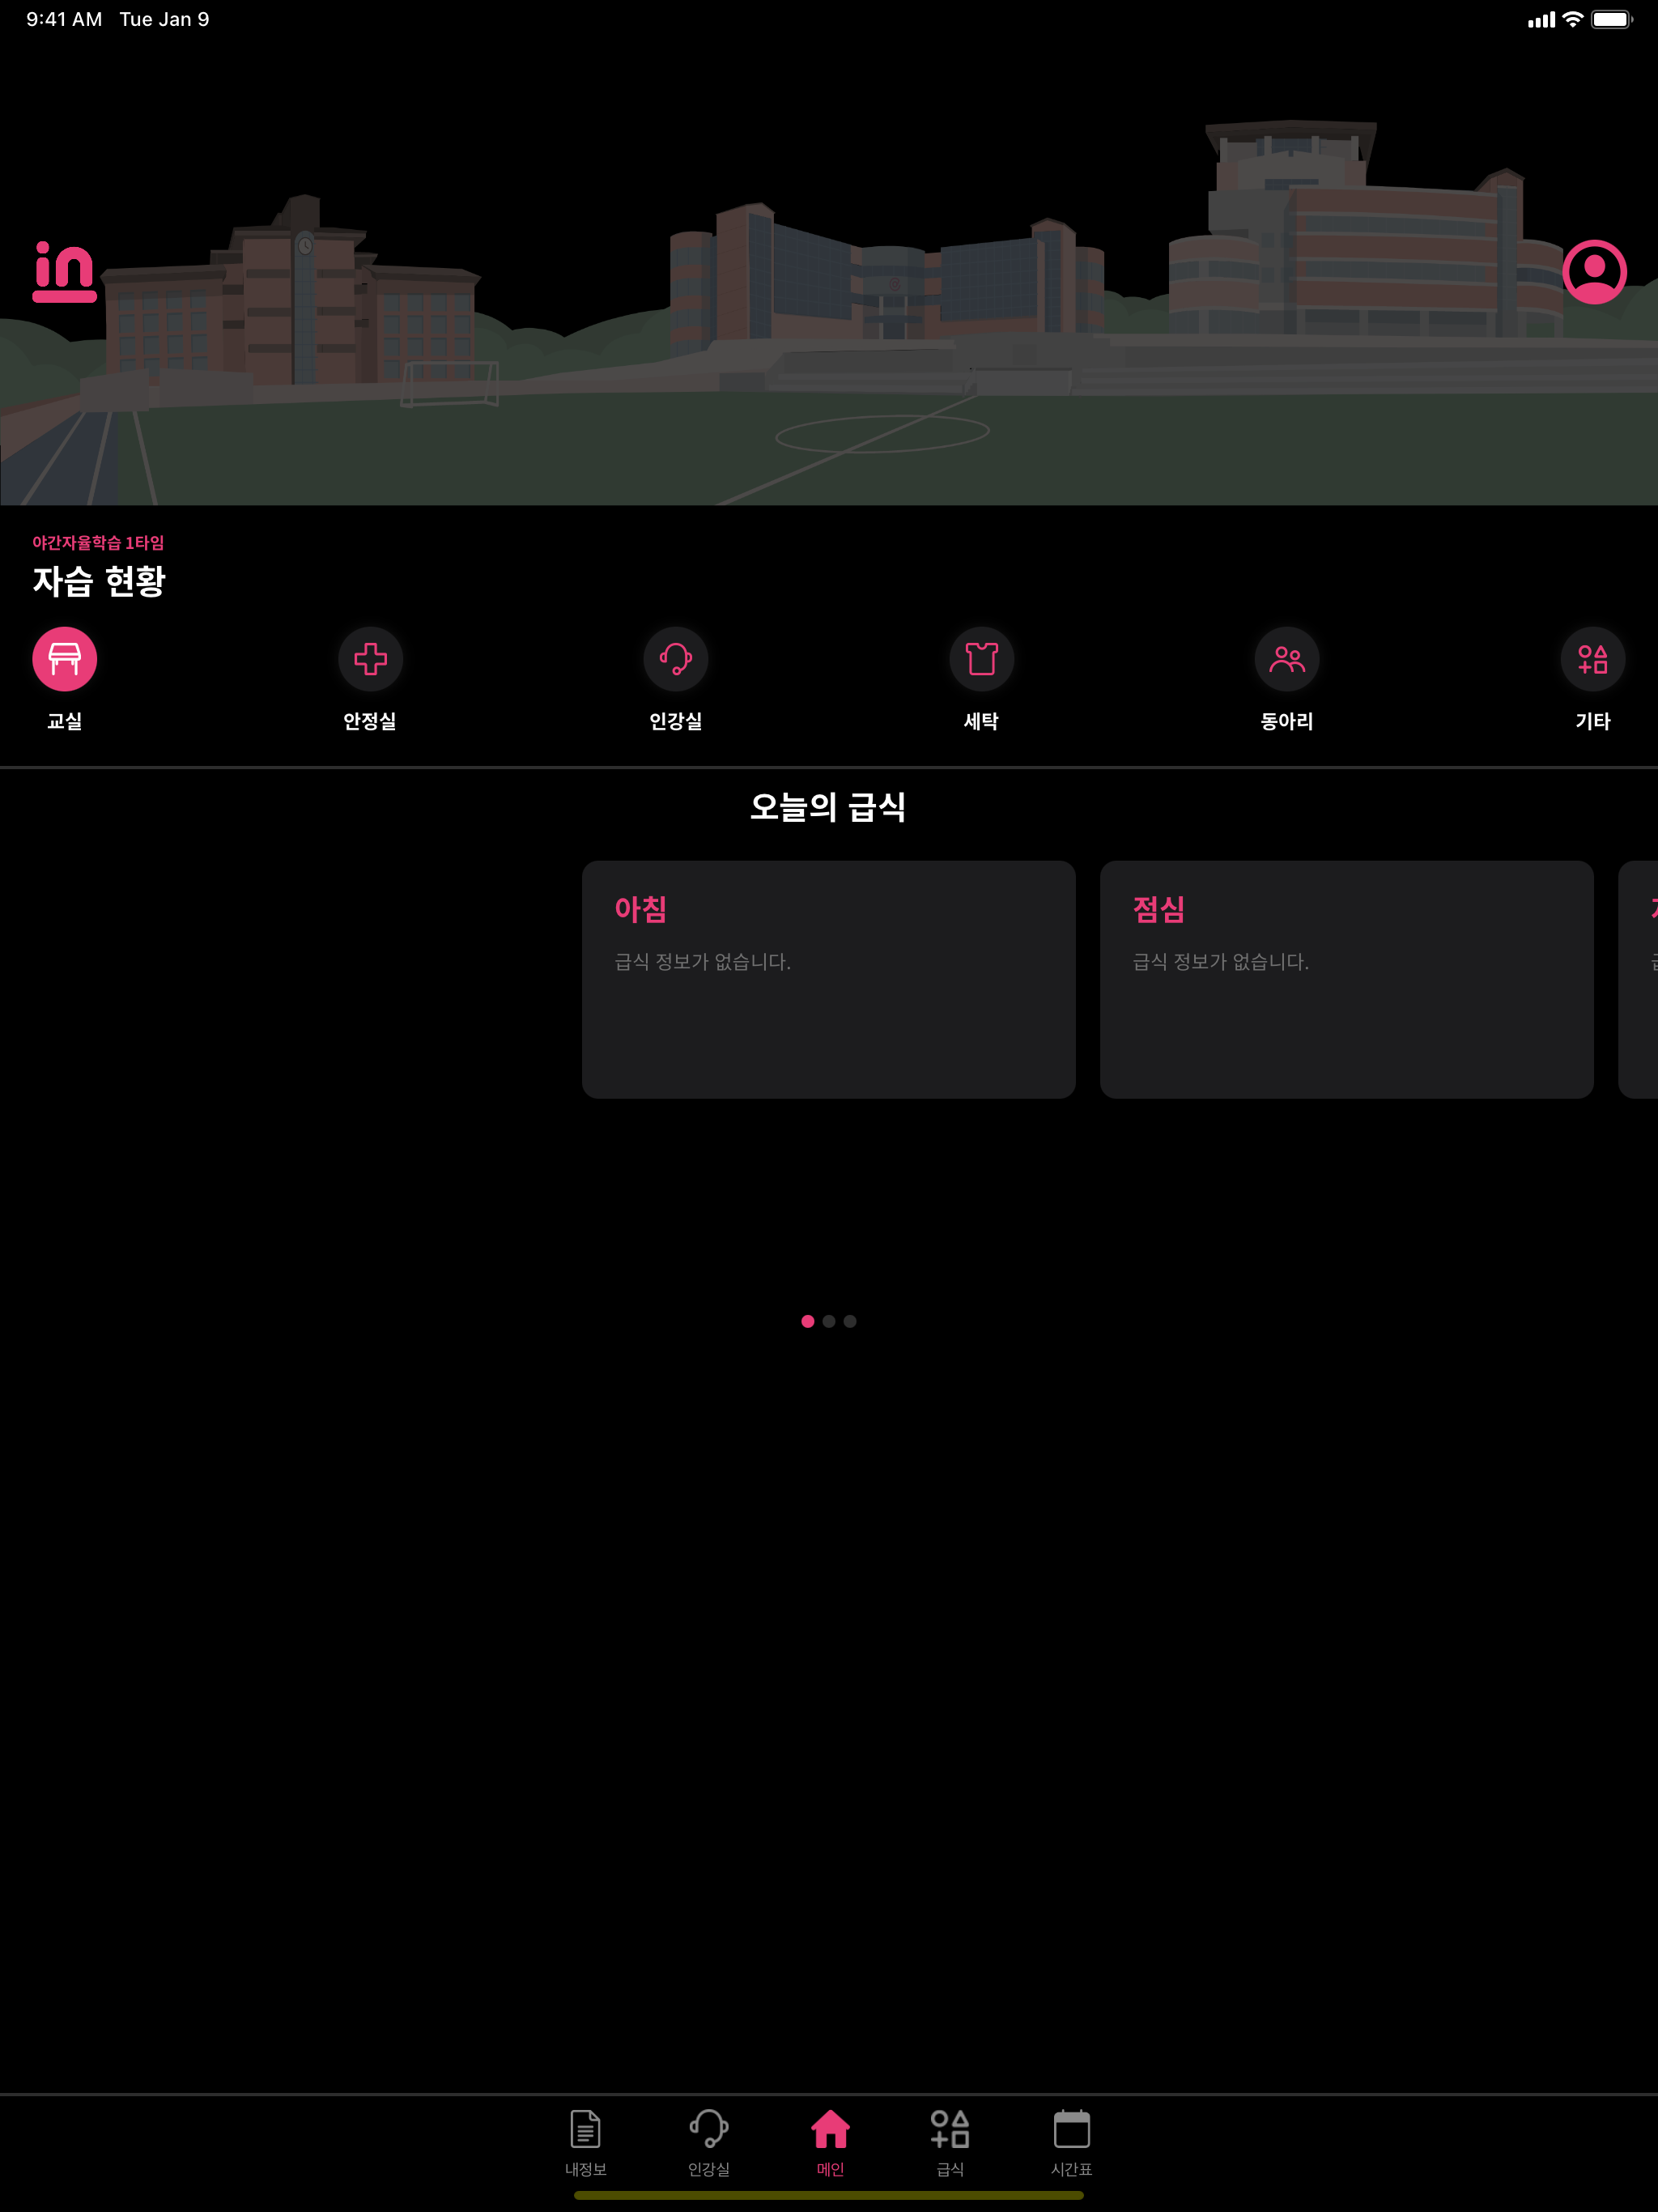 9:41 AM Tue Jan 9
in
야간자율학습 1타임
자습 현황
교실 안정실 인강실 세탁 동아리 기타
오늘의 급식
아침 점심
급식 정보가 없습니다. 급식 정보가 없습니다.
내정보 인강실 메인 급식 시간표